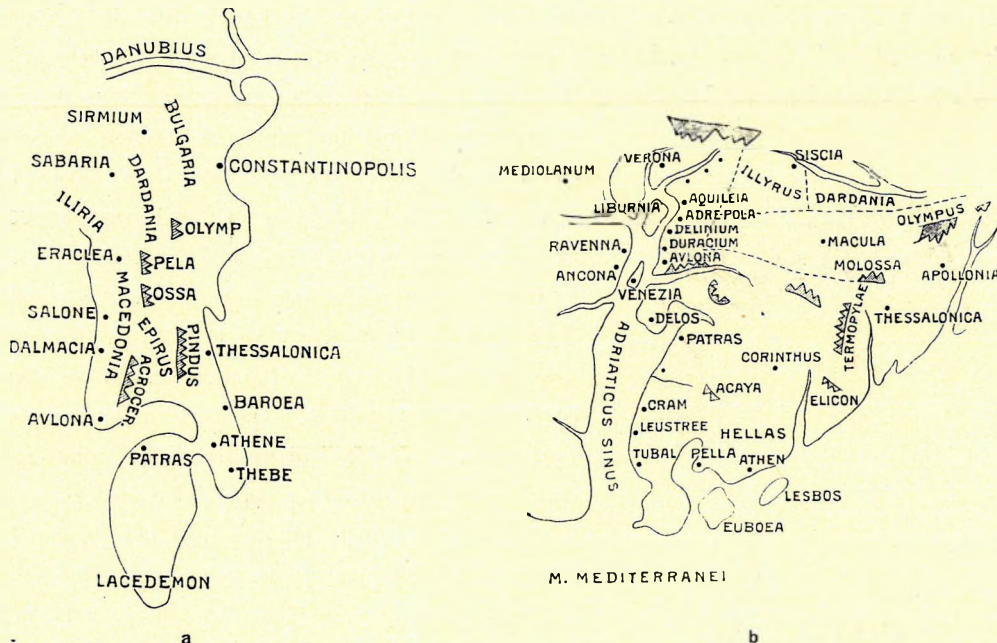 DANUBIUS
BULGARIA
SIRMIUM
SABARIA
DARDANIA
CONSTANTINOPOLIS
ILIRIA
OLYMP
ERACLEA
PELA
MACEDONIA
OSSA
SALONE
EPIRUS
PINDUS
DALMACIA
THESSALONICA
ACROCER.
BAROEA
AVLONA
ATHENE
PATRAS
THEBE
LACEDEMON
a
VERONA
SISCIA
MEDIOLANUM
ILLYRUS
DARDANIA
LIBURNIA
AQUILEIA
ADRE-POLA
OLYMPUS
DELINIUM
RAVENNA
DURACIUM
MACULA
AVLONA
MOLOSSA
ANCONA
APOLLONIA
VENEZIA
TERMOPYLAE
DELOS
THESSALONICA
ADRIATICUS SINUS
PATRAS
CORINTHUS
ACAYA
ELICON
CRAM
LEUSTREE
HELLAS
TUBAL
PELLA
ATHEN
LESBOS
EUBOEA
M. MEDITERRANEI
b